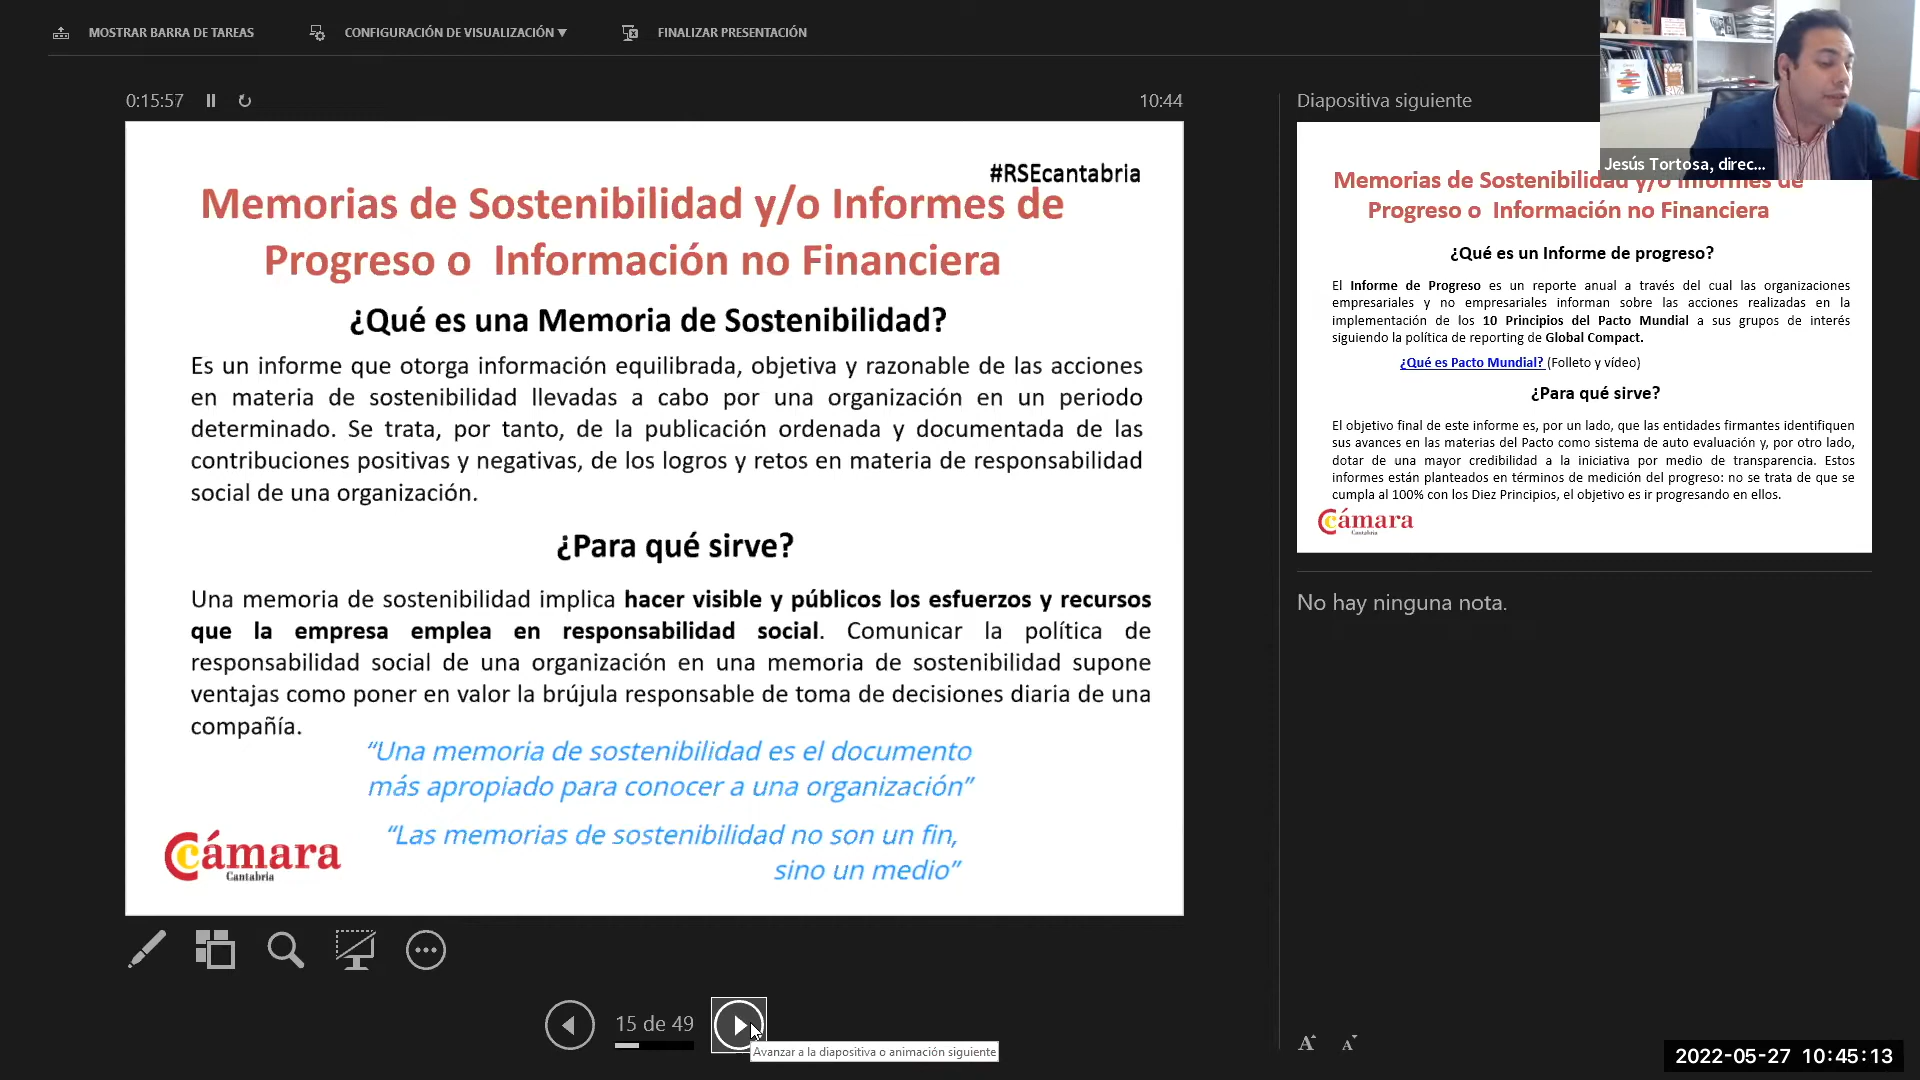 MOSTRAR BARRA DE TAREAS
CONFIGURACIÓN DE VISUALIZACIÓN
FINALIZAR PRESENTACIÓN
0:15:57
10:44
#RSEcantabria
Memorias de Sostenibilidad y/o Informes de
Progreso o Información no Financiera
¿Qué es una Memoria de Sostenibilidad?
Es un informe que otorga información equilibrada, objetiva y razonable de las acciones
en materia de sostenibilidad llevadas a cabo por una organización en un periodo
determinado. Se trata, por tanto, de la publicación ordenada y documentada de las
contribuciones positivas y negativas, de los logros y retos en materia de responsabilidad
social de una organización.
¿Para qué sirve?
Una memoria de sostenibilidad implica hacer visible y públicos los esfuerzos y recursos
que la empresa emplea en responsabilidad social. Comunicar la política de
responsabilidad social de una organización en una memoria de sostenibilidad supone
ventajas como poner en valor la brújula responsable de toma de decisiones diaria de una
compañía.
“Una memoria de sostenibilidad es el documento
más apropiado para conocer a una organización”
“Las memorias de sostenibilidad no son un fin,
sino un medio”
Cámara
Cantabria
15 de 49
Avanzar a la diapositiva o animación siguiente
Diapositiva siguiente
Jesús Tortosa, direc...
Memorias de Sostenibilidad y/o Informes de
Progreso o Información no Financiera
¿Qué es un Informe de progreso?
El Informe de Progreso es un reporte anual a través del cual las organizaciones
empresariales y no empresariales informan sobre las acciones realizadas en la
implementación de los 10 Principios del Pacto Mundial a sus grupos de interés
siguiendo la política de reporting de Global Compact.
¿Qué es Pacto Mundial? (Folleto y vídeo)
¿Para qué sirve?
El objetivo final de este informe es, por un lado, que las entidades firmantes identifiquen
sus avances en las materias del Pacto como sistema de auto evaluación y, por otro lado,
dotar de una mayor credibilidad a la iniciativa por medio de transparencia. Estos
informes están planteados en términos de medición del progreso: no se trata de que se
cumpla al 100% con los Diez Principios, el objetivo es ir progresando en ellos.
Cámara
Cantabria
No hay ninguna nota.
A A
2022-05-27 10:45:13